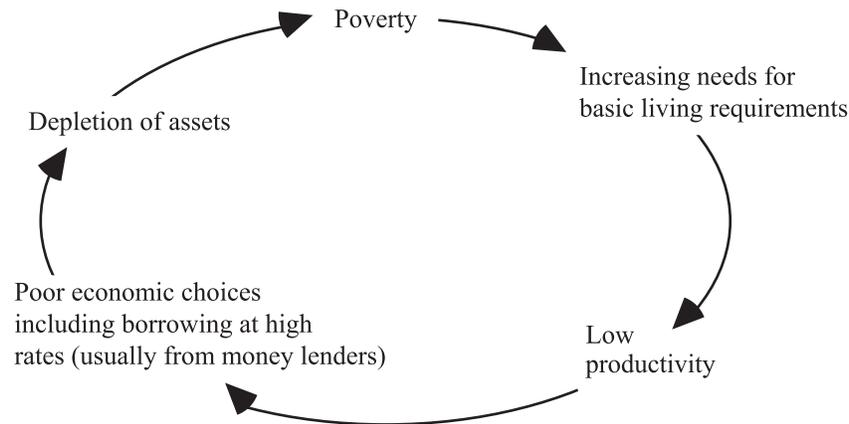 Poverty
Increasing needs for
basic living requirements
Low
productivity
Poor economic choices
including borrowing at high
rates (usually from money lenders)
Depletion of assets